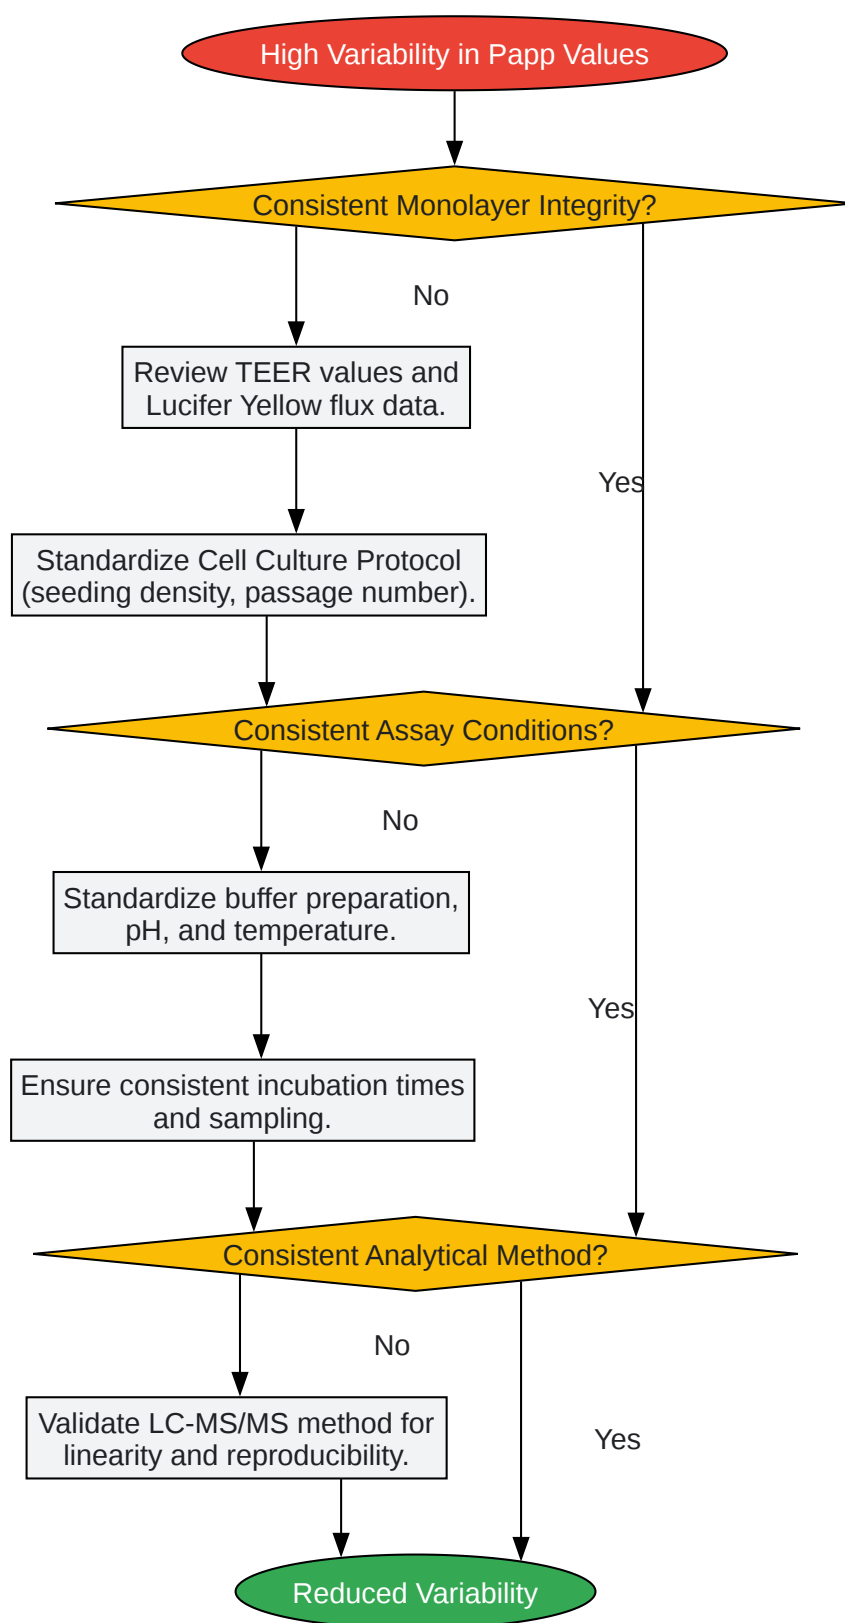 High Variability in Papp Values
Consistent Monolayer Integrity?
No
Review TEER values and
Lucifer Yellow flux data.
Yes
Standardize Cell Culture Protocol
(seeding density, passage number).
Consistent Assay Conditions?
No
Standardize buffer preparation,
pH, and temperature.
Yes
Ensure consistent incubation times
and sampling.
Consistent Analytical Method?
No
Validate LC-MS/MS method for
linearity and reproducibility.
Yes
Reduced Variability